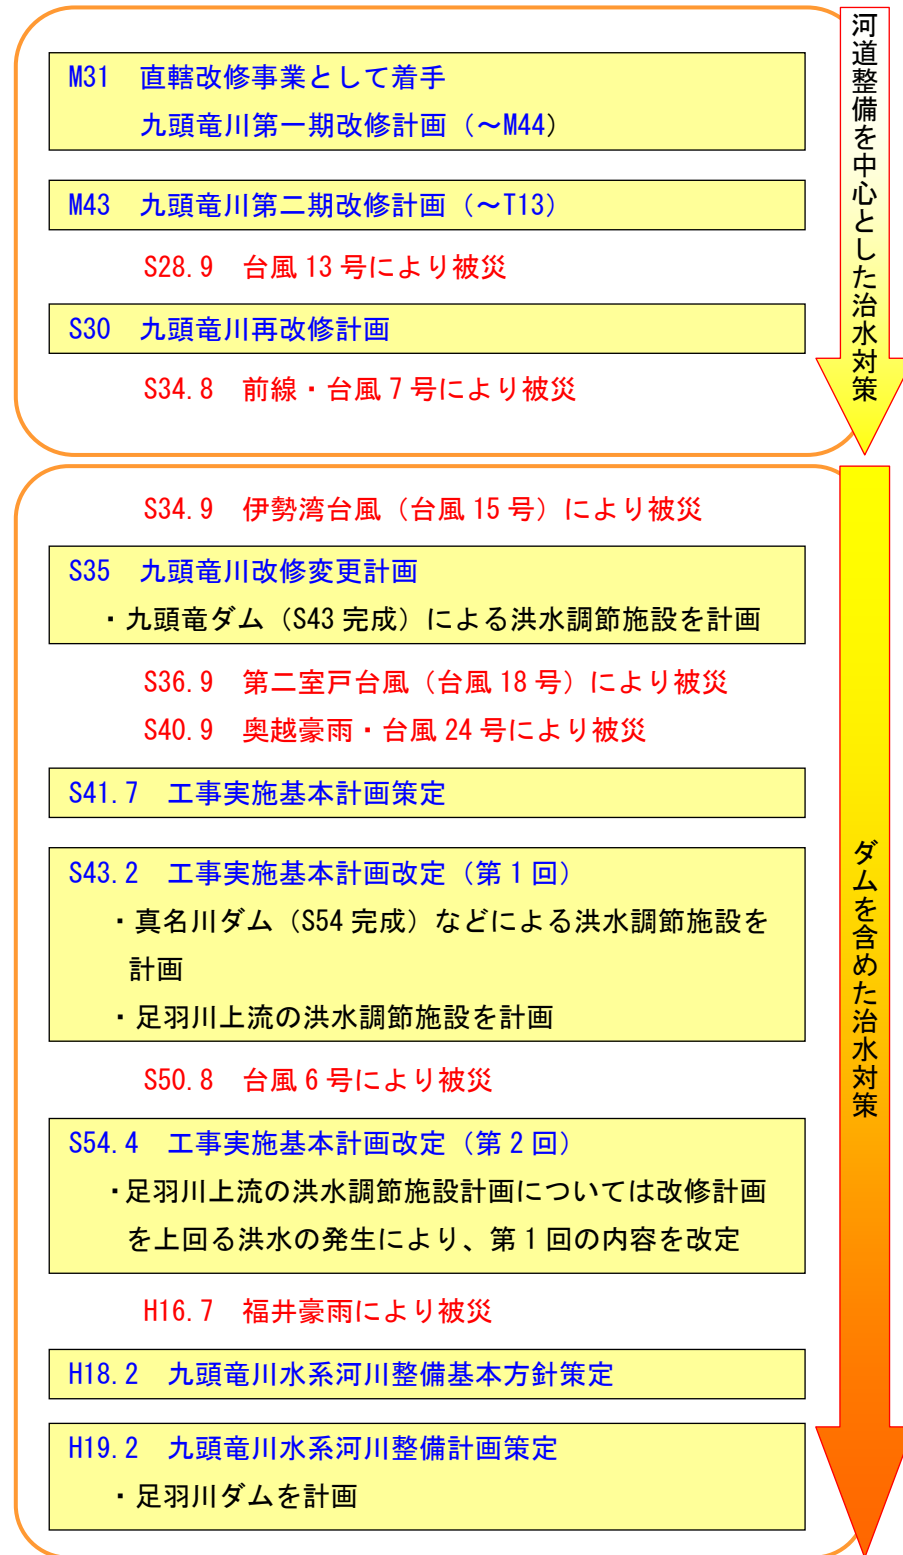 M31　直轄改修事業として着手
九頭竜川第一期改修計画（～M44）
M43　九頭竜川第二期改修計画（～T13）
S28.9　台風13号により被災
S30　九頭竜川再改修計画
S34.8　前線・台風7号により被災
河道整備を中心とした治水対策
S34.9　伊勢湾台風（台風15号）により被災
S35　九頭竜川改修変更計画
・九頭竜ダム（S43完成）による洪水調節施設を計画
S36.9　第二室戸台風（台風18号）により被災
S40.9　奥越豪雨・台風24号により被災
S41.7　工事実施基本計画策定
S43.2　工事実施基本計画改定（第1回）
・真名川ダム（S54完成）などによる洪水調節施設を
計画
・足羽川上流の洪水調節施設を計画
S50.8　台風6号により被災
S54.4　工事実施基本計画改定（第2回）
・足羽川上流の洪水調節施設計画については改修計画
を上回る洪水の発生により、第1回の内容を改定
H16.7　福井豪雨により被災
H18.2　九頭竜川水系河川整備基本方針策定
H19.2　九頭竜川水系河川整備計画策定
・足羽川ダムを計画
ダムを含めた治水対策